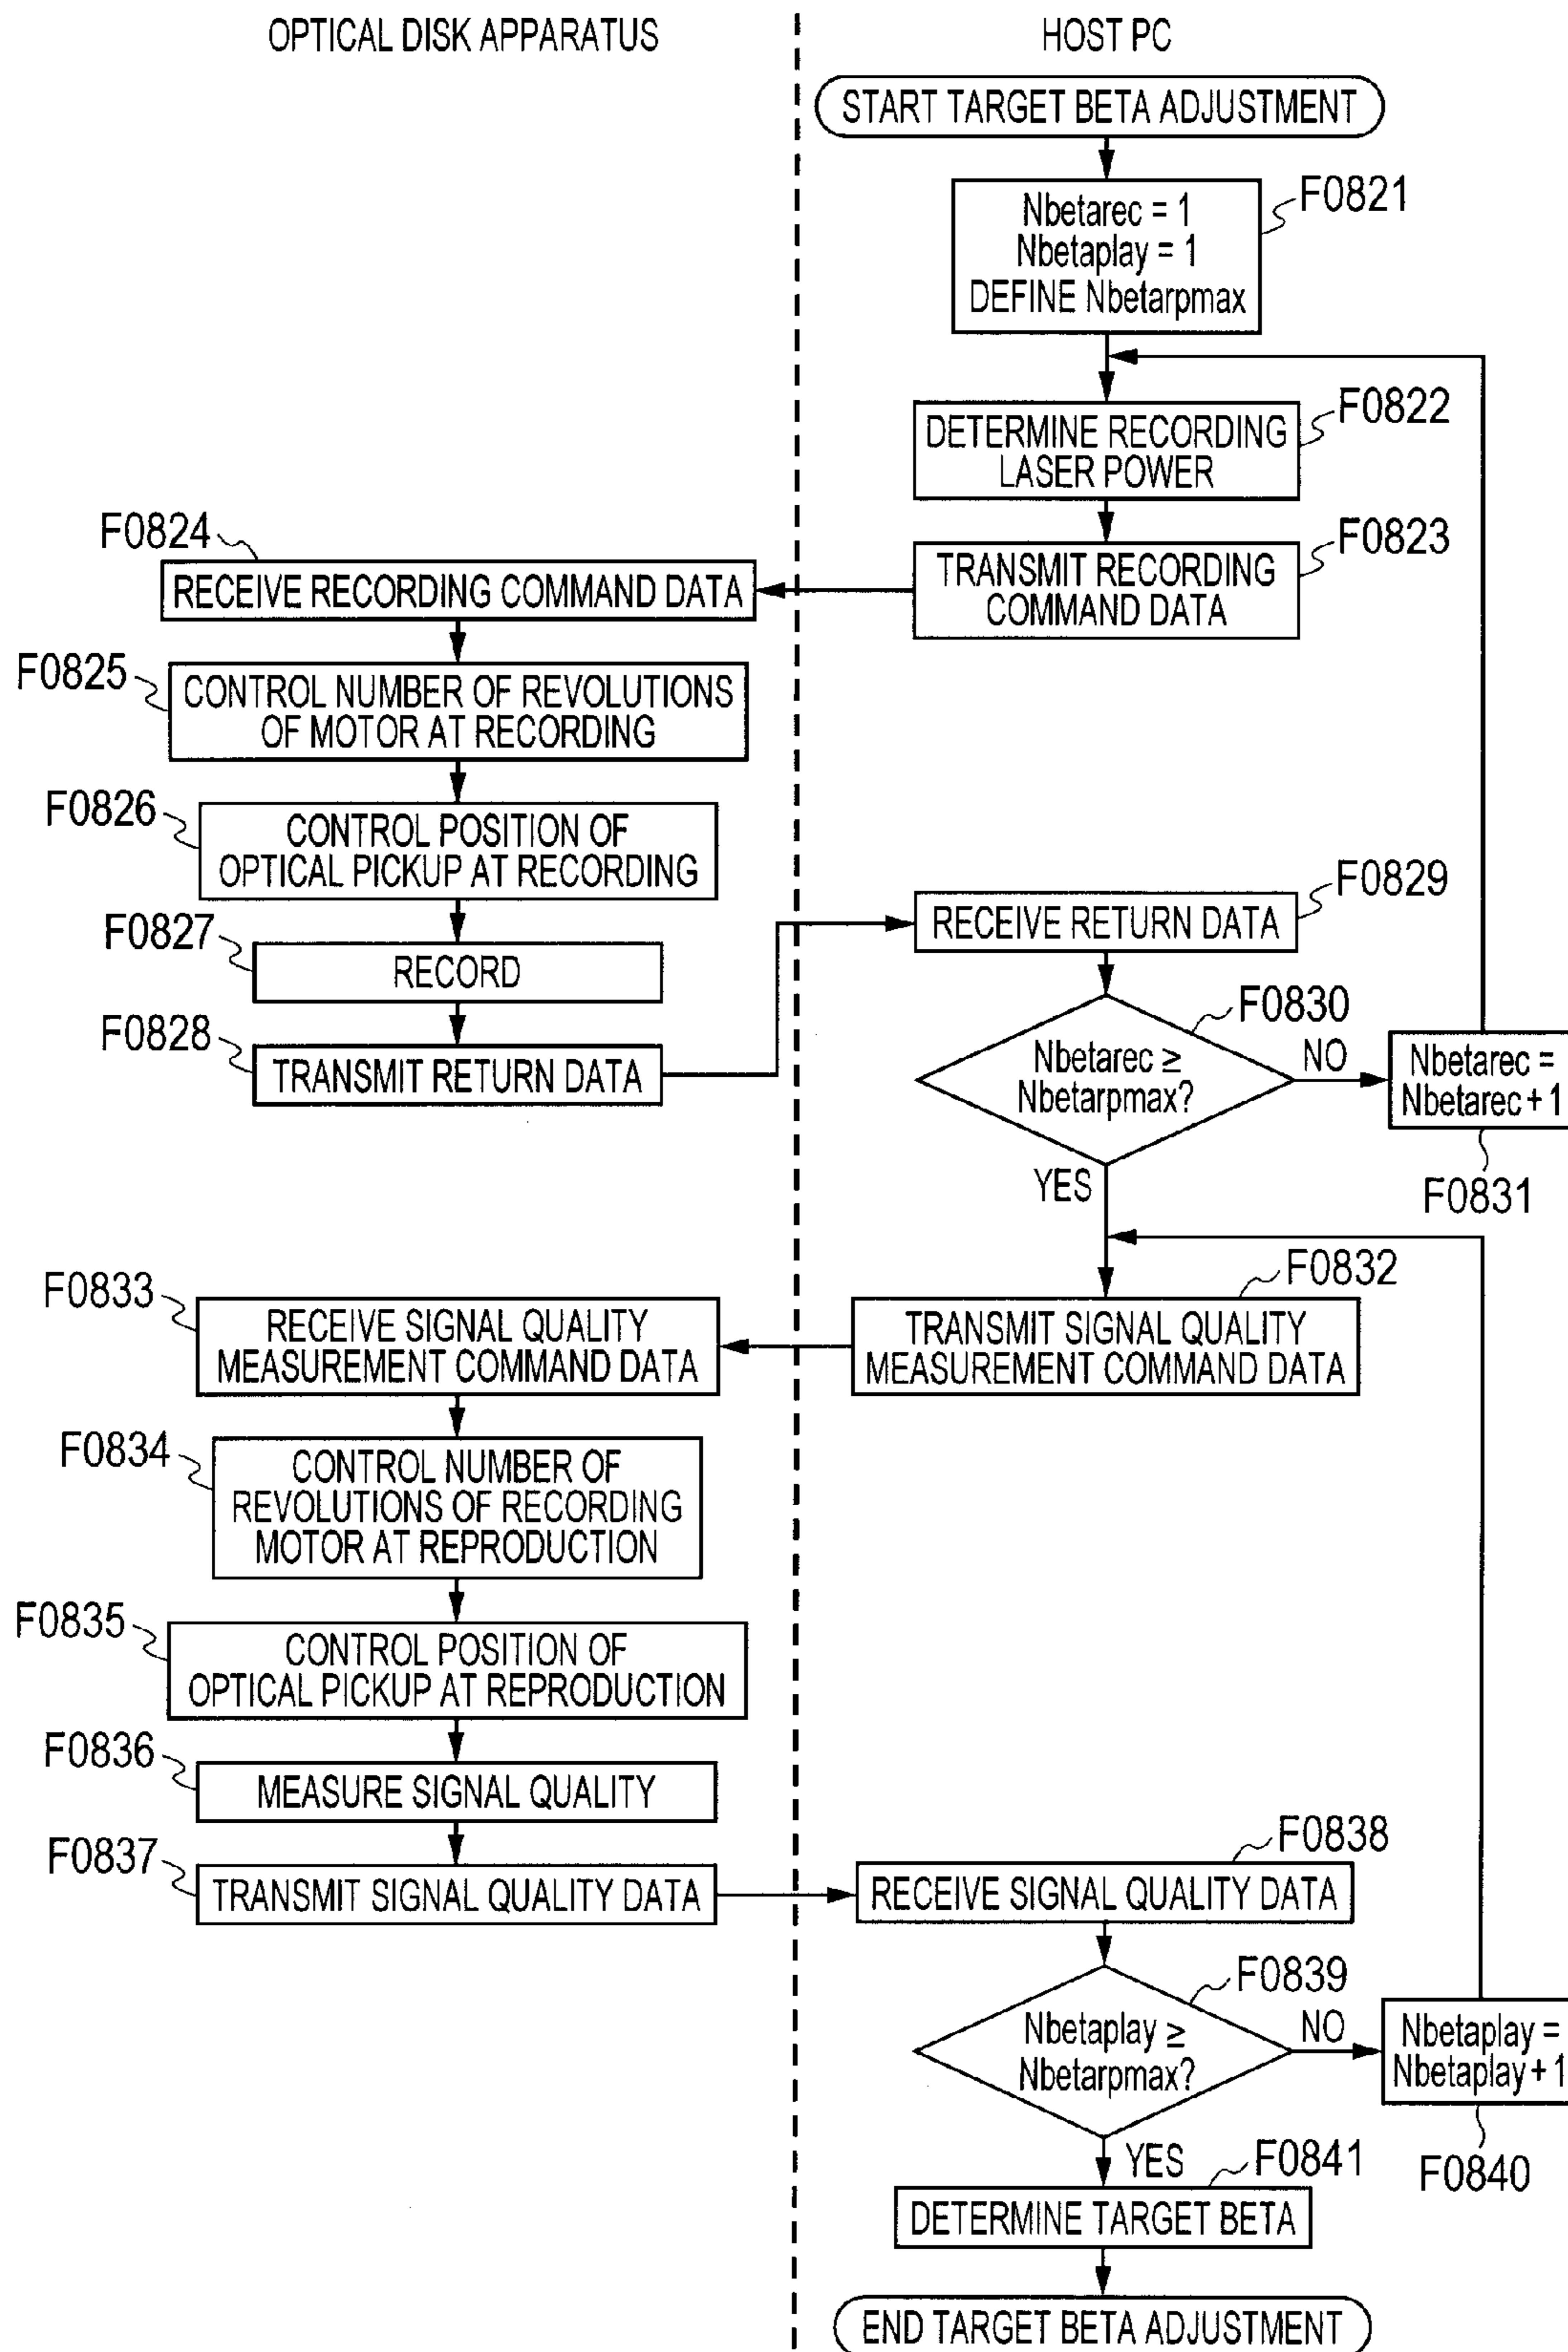 OPTICAL DISK APPARATUS
HOST PC
START TARGET BETA ADJUSTMENT
F0821
Nbetarec = 1
Nbetaplay = 1
DEFINE Nbetarpmax
F0822
DETERMINE RECORDING
LASER POWER
F0823
TRANSMIT RECORDING
COMMAND DATA
F0824
RECEIVE RECORDING COMMAND DATA
F0825
CONTROL NUMBER OF REVOLUTIONS
OF MOTOR AT RECORDING
F0826
CONTROL POSITION OF
OPTICAL PICKUP AT RECORDING
F0827
RECORD
F0828
TRANSMIT RETURN DATA
F0829
RECEIVE RETURN DATA
F0830
Nbetarec ≥
Nbetarpmax?
NO
Nbetarec =
Nbetarec + 1
F0831
YES
F0832
TRANSMIT SIGNAL QUALITY
MEASUREMENT COMMAND DATA
F0833
RECEIVE SIGNAL QUALITY
MEASUREMENT COMMAND DATA
F0834
CONTROL NUMBER OF
REVOLUTIONS OF RECORDING
MOTOR AT REPRODUCTION
F0835
CONTROL POSITION OF
OPTICAL PICKUP AT REPRODUCTION
F0836
MEASURE SIGNAL QUALITY
F0837
TRANSMIT SIGNAL QUALITY DATA
F0838
RECEIVE SIGNAL QUALITY DATA
F0839
Nbetaplay ≥
Nbetarpmax?
NO
Nbetaplay =
Nbetaplay + 1
F0840
YES
F0841
DETERMINE TARGET BETA
END TARGET BETA ADJUSTMENT